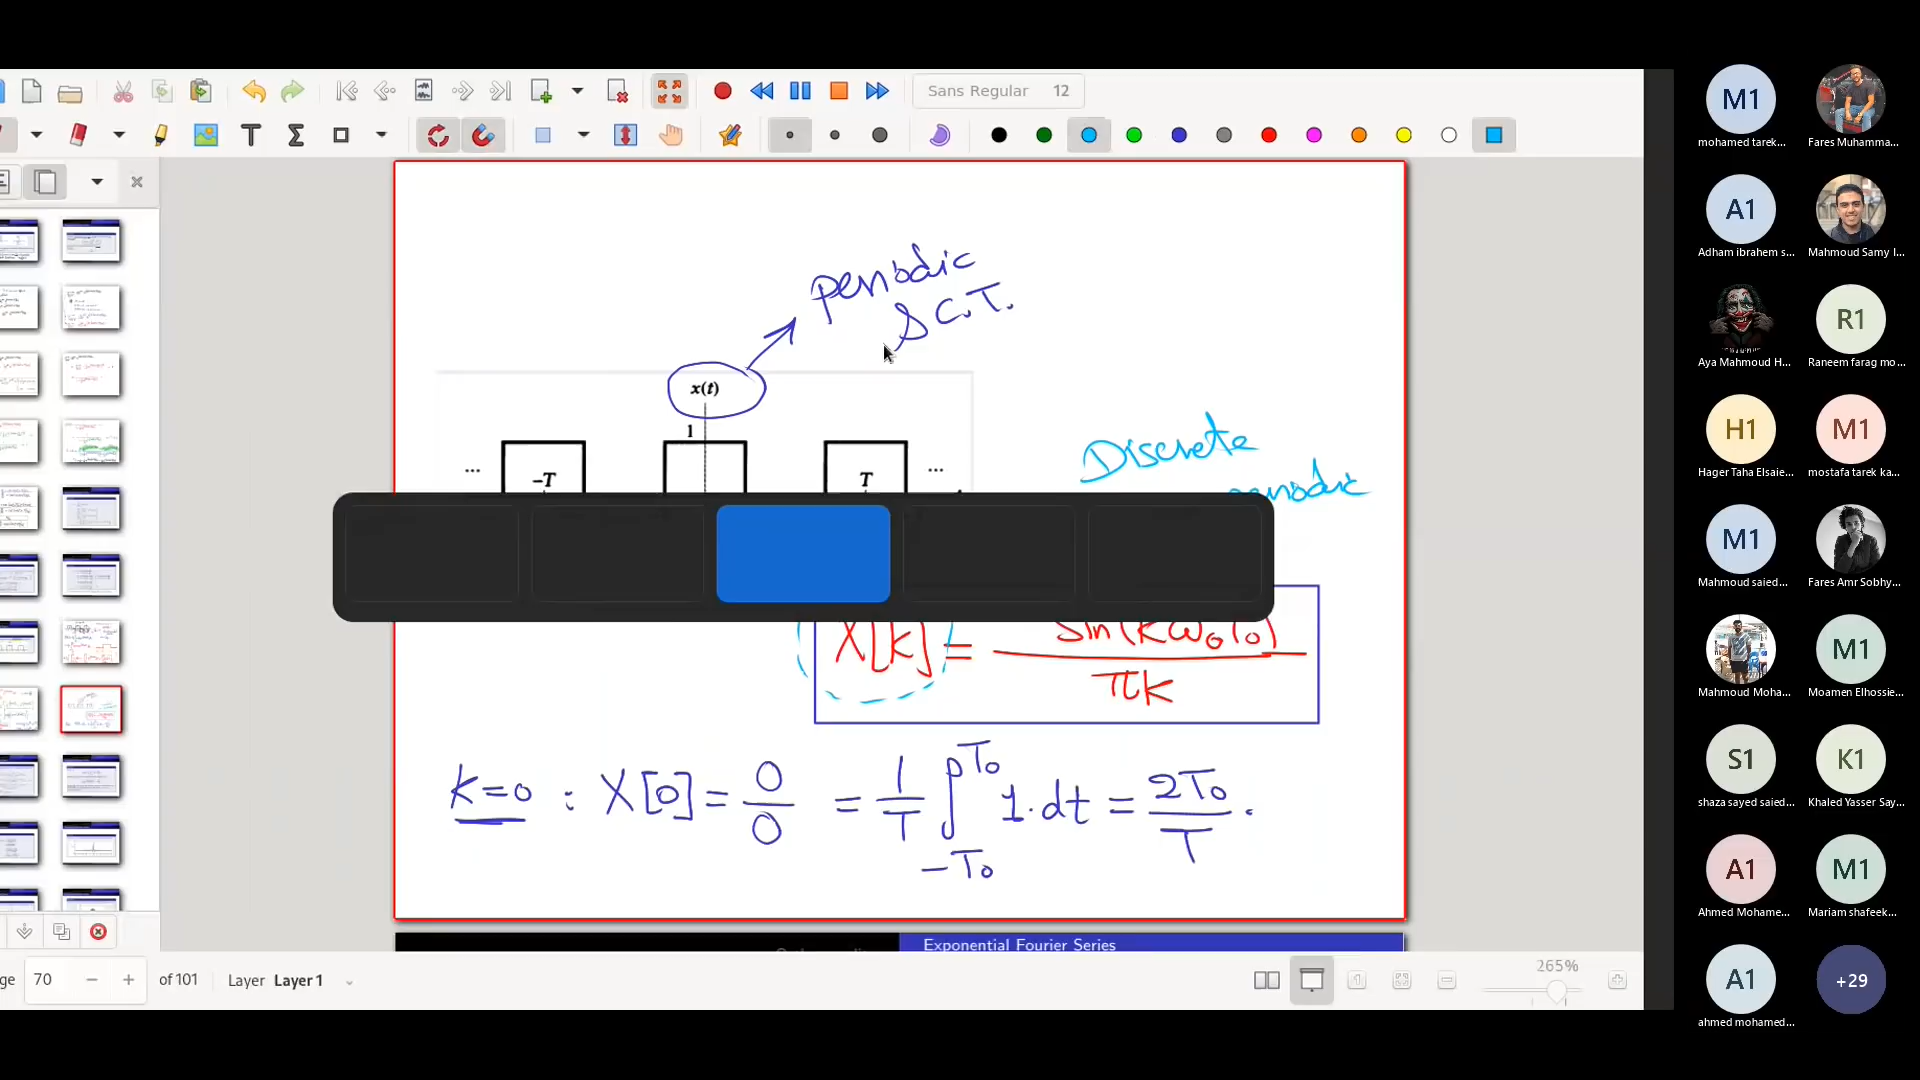 Sans Regular 12
periodic
& C.T.
x(t)
1
... -T T ...
Discrete
X[k] = sin(kω₀T₀) / πk
k=0 : X[0] = 0/0 = 1/T ∫_{-T₀}^{T₀} 1·dt = 2T₀/T .
Exponential Fourier Series
ge 70 − + of 101 Layer Layer 1
265%
M1
mohamed tarek...
Fares Muhamma...
A1
Adham ibrahem s...
Mahmoud Samy I...
Aya Mahmoud H...
R1
Raneem farag mo...
H1
Hager Taha Elsaie...
M1
mostafa tarek ka...
M1
Mahmoud saied...
Fares Amr Sobhy...
Mahmoud Moha...
M1
Moamen Elhossie...
S1
shaza sayed saied...
K1
Khaled Yasser Say...
A1
Ahmed Mohame...
M1
Mariam shafeek...
A1
ahmed mohamed...
+29